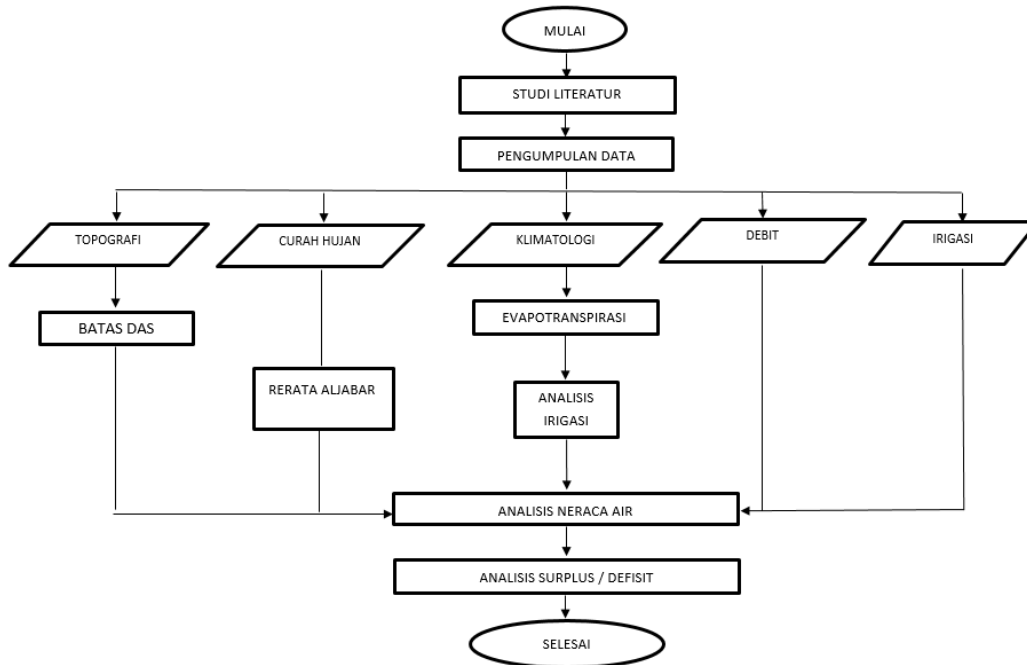 MULAI
STUDI LITERATUR
PENGUMPULAN DATA
TOPOGRAFI
CURAH HUJAN
KLIMATOLOGI
DEBIT
IRIGASI
BATAS DAS
EVAPOTRANSPIRASI
RERATA ALJABAR
ANALISIS
IRIGASI
ANALISIS NERACA AIR
ANALISIS SURPLUS / DEFISIT
SELESAI